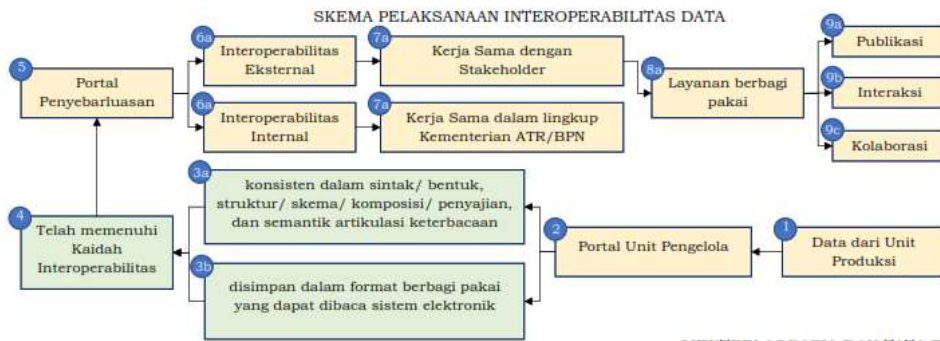 SKEMA PELAKSANAAN INTEROPERABILITAS DATA
5
Portal
Penyebarluasan
6a
Interoperabilitas
Eksternal
7a
Kerja Sama dengan
Stakeholder
6a
Interoperabilitas
Internal
7a
Kerja Sama dalam lingkup
Kementerian ATR/BPN
8a
Layanan berbagi
pakai
9a
Publikasi
9b
Interaksi
9c
Kolaborasi
3a
konsisten dalam sintak/ bentuk,
struktur/ skema/ komposisi/ penyajian,
dan semantik artikulasi keterbacaan
4
Telah memenuhi
Kaidah
Interoperabilitas
3b
disimpan dalam format berbagi pakai
yang dapat dibaca sistem elektronik
2
Portal Unit Pengelola
1
Data dari Unit
Produksi